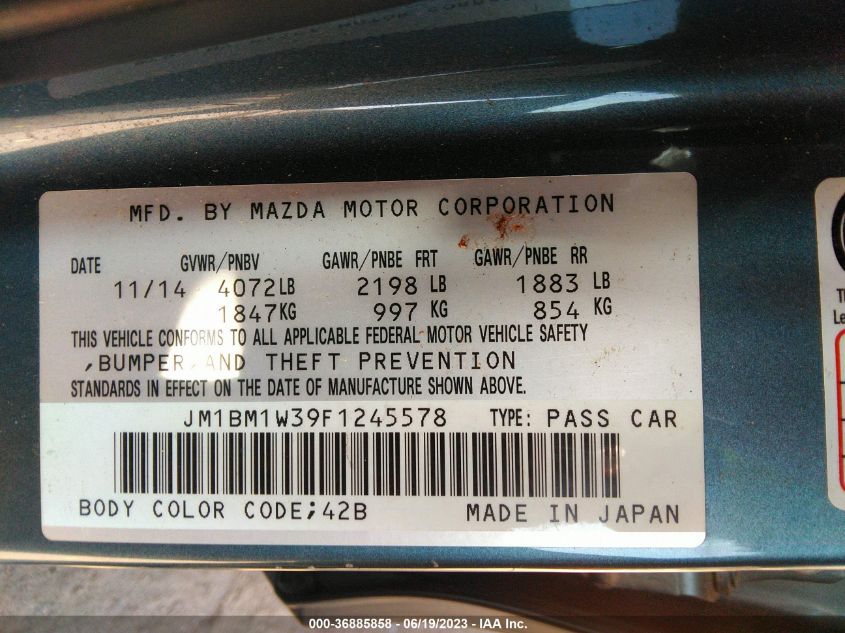 MFD. BY MAZDA MOTOR CORPORATION
DATE GVWR/PNBV GAWR/PNBE FRT GAWR/PNBE RR
11/14 4072LB 2198 LB 1883 LB
1847KG 997 KG 854 KG
THIS VEHICLE CONFORMS TO ALL APPLICABLE FEDERAL MOTOR VEHICLE SAFETY
,BUMPER,AND THEFT PREVENTION
STANDARDS IN EFFECT ON THE DATE OF MANUFACTURE SHOWN ABOVE.
JM1BM1W39F1245578 TYPE: PASS CAR
BODY COLOR CODE;42B MADE IN JAPAN
Le
000-36885858 - 06/19/2023 - IAA Inc.